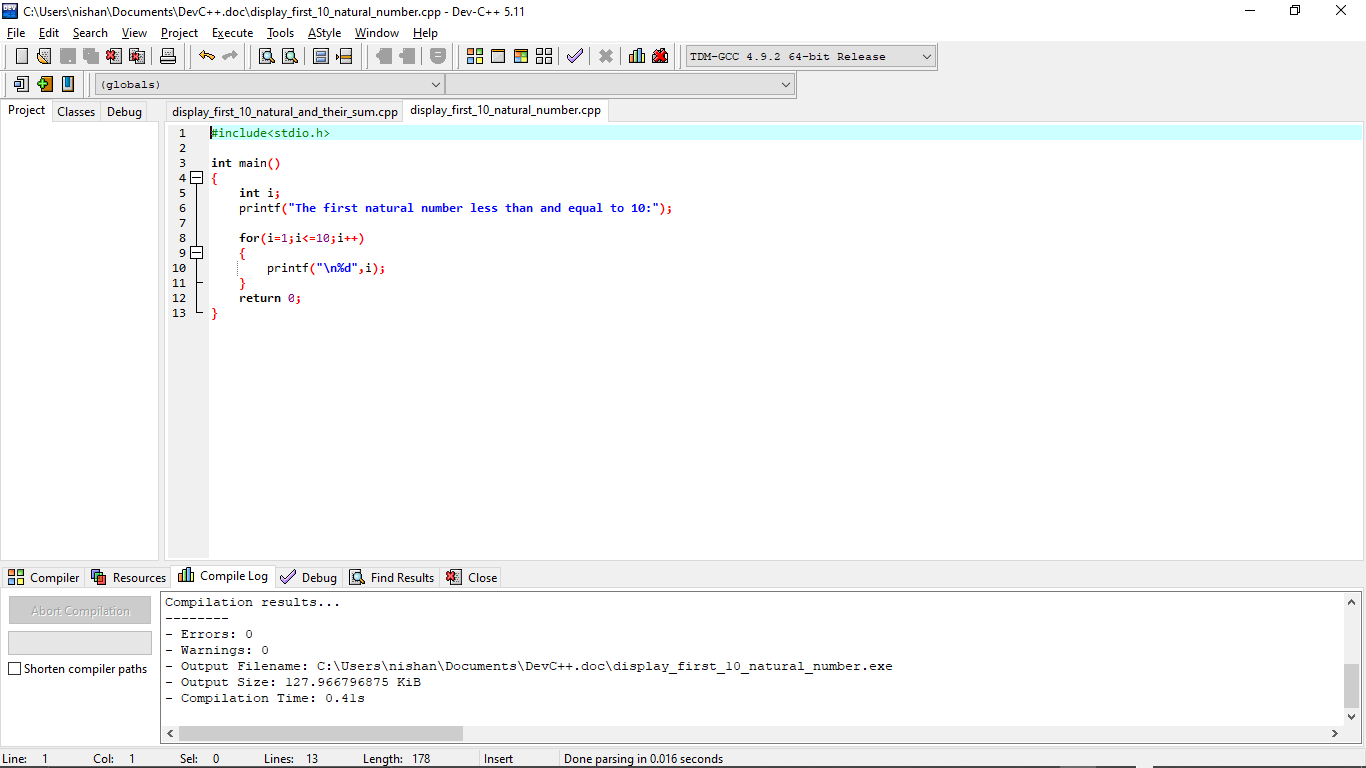 C:\Users\nishan\Documents\DevC++.doc\display_first_10_natural_number.cpp - Dev-C++ 5.11
File Edit Search View Project Execute Tools AStyle Window Help
TDM-GCC 4.9.2 64-bit Release
(globals)
Project Classes Debug display_first_10_natural_and_their_sum.cpp display_first_10_natural_number.cpp
1 #include<stdio.h>
2
3 int main()
4 {
5 int i;
6 printf("The first natural number less than and equal to 10:");
7
8 for(i=1;i<=10;i++)
9 {
10 printf("\n%d",i);
11 }
12 return 0;
13 }
Compiler Resources Compile Log Debug Find Results Close
Abort Compilation
Shorten compiler paths
Compilation results...
--------
- Errors: 0
- Warnings: 0
- Output Filename: C:\Users\nishan\Documents\DevC++.doc\display_first_10_natural_number.exe
- Output Size: 127.966796875 KiB
- Compilation Time: 0.41s
Line: 1 Col: 1 Sel: 0 Lines: 13 Length: 178 Insert Done parsing in 0.016 seconds